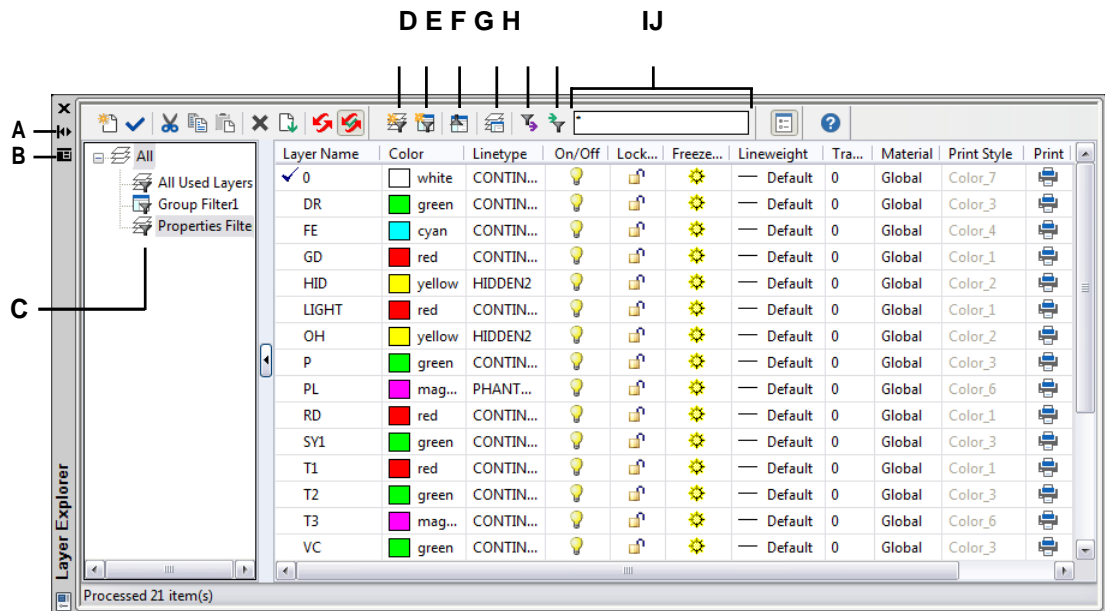 D E F G H IJ
A
B
C
*
All
All Used Layers
Group Filter1
Properties Filte
Layer Name Color Linetype On/Off Lock... Freeze... Lineweight Tra... Material Print Style Print
0 white CONTIN... Default 0 Global Color_7
DR green CONTIN... Default 0 Global Color_3
FE cyan CONTIN... Default 0 Global Color_4
GD red CONTIN... Default 0 Global Color_1
HID yellow HIDDEN2 Default 0 Global Color_2
LIGHT red CONTIN... Default 0 Global Color_1
OH yellow HIDDEN2 Default 0 Global Color_2
P green CONTIN... Default 0 Global Color_3
PL mag... PHANT... Default 0 Global Color_6
RD red CONTIN... Default 0 Global Color_1
SY1 green CONTIN... Default 0 Global Color_3
T1 red CONTIN... Default 0 Global Color_1
T2 green CONTIN... Default 0 Global Color_3
T3 mag... CONTIN... Default 0 Global Color_6
VC green CONTIN... Default 0 Global Color_3
Layer Explorer
Processed 21 item(s)